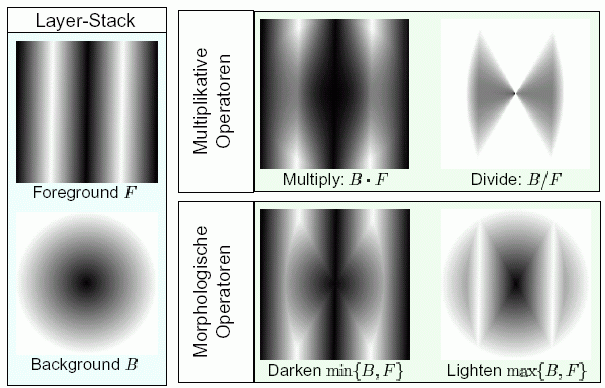 Layer-Stack
Foreground F
Background B
Multiplikative
Operatoren
Multiply: B · F
Divide: B/F
Morphologische
Operatoren
Darken min{B, F}
Lighten max{B, F}